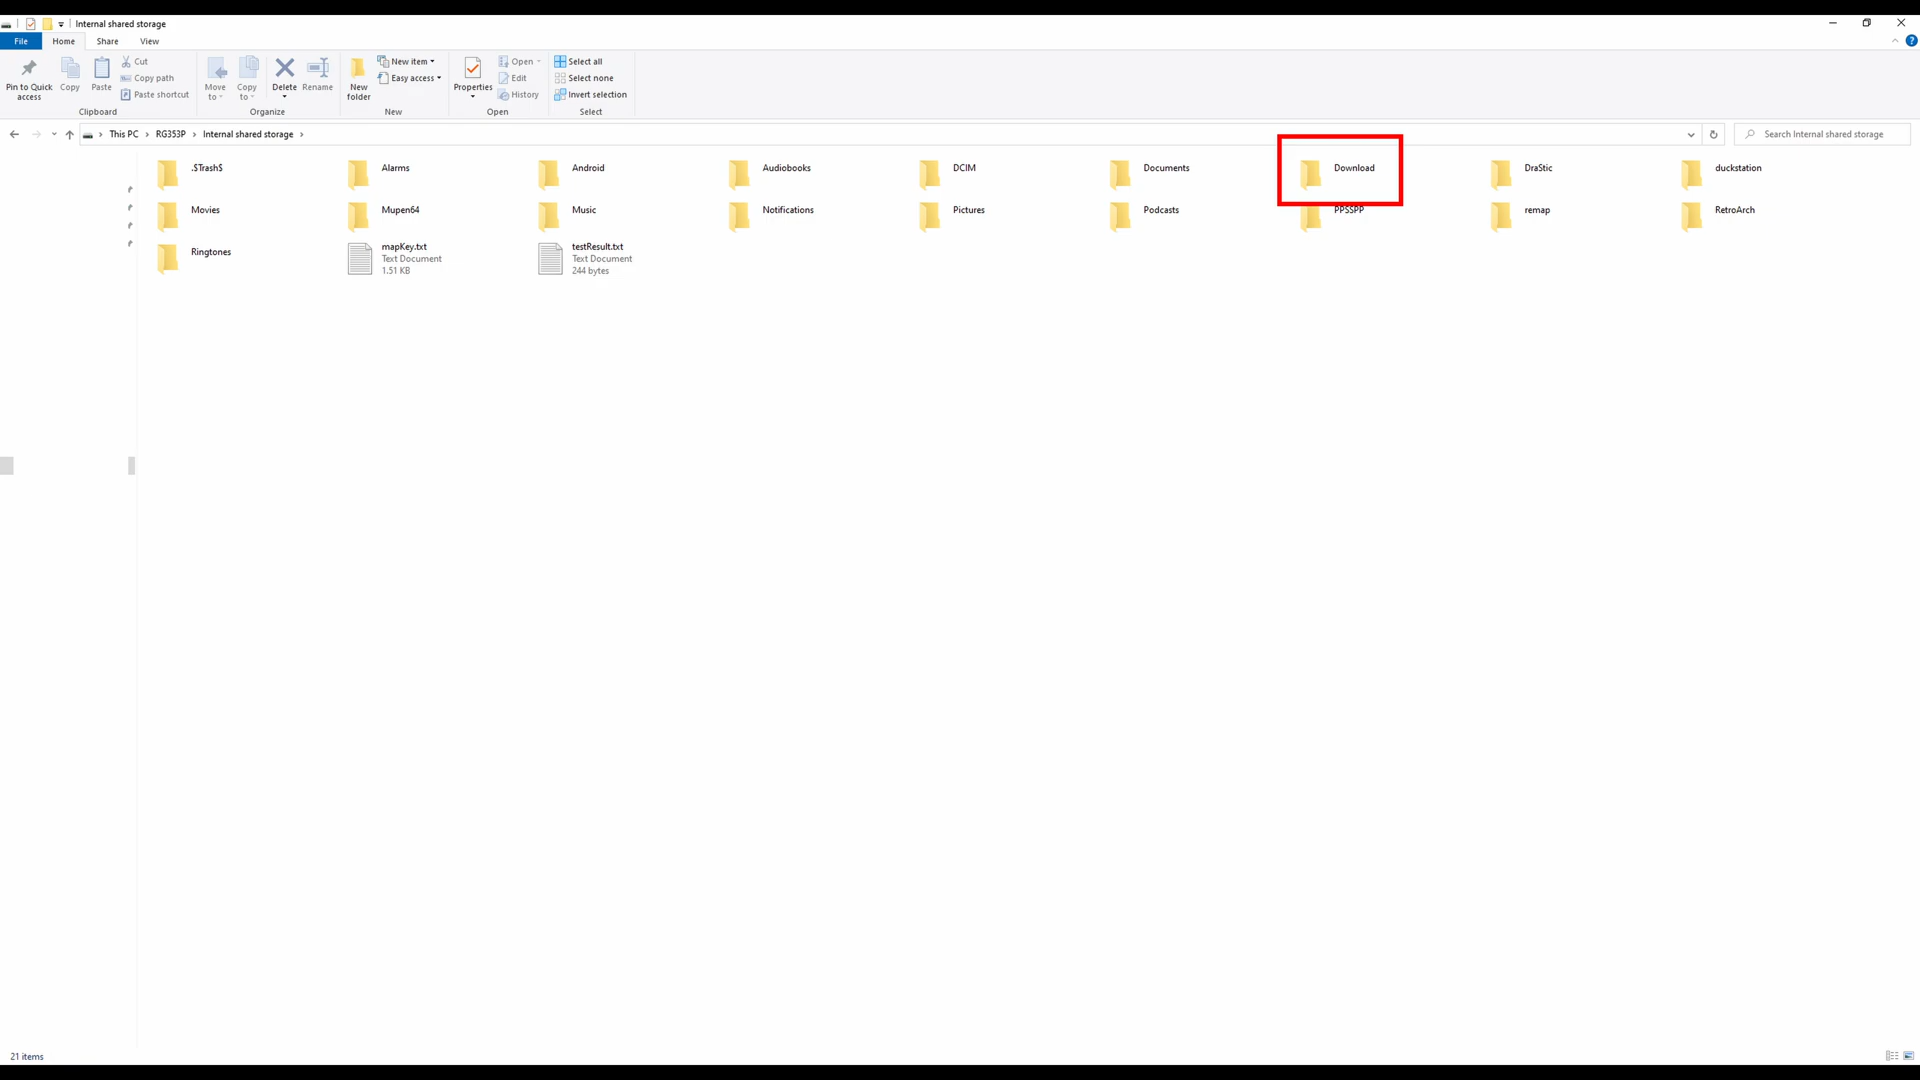 Internal shared storage
File Home Share View
Pin to Quick access
Copy
Paste
Cut
Copy path
Paste shortcut
Clipboard
Move to
Copy to
Delete
Rename
Organize
New folder
New item
Easy access
New
Properties
Open
Edit
History
Open
Select all
Select none
Invert selection
Select
This PC > RG353P > Internal shared storage >
Search Internal shared storage
.$Trash$ Alarms Android Audiobooks DCIM Documents Download DraStic duckstation
Movies Mupen64 Music Notifications Pictures Podcasts PPSSPP remap RetroArch
Ringtones
mapKey.txt
Text Document
1.51 KB
testResult.txt
Text Document
244 bytes
21 items